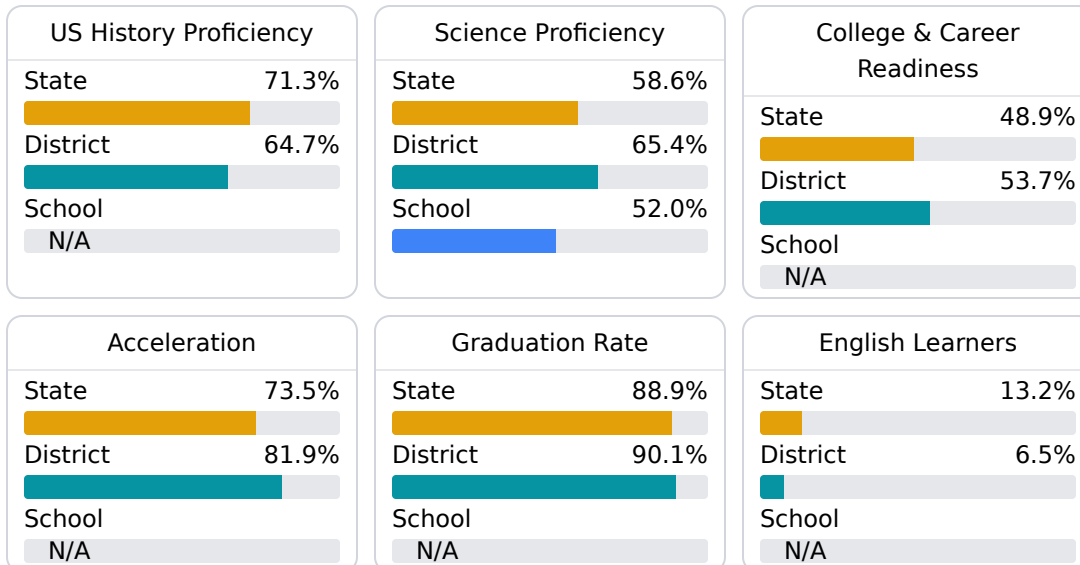 US History Proficiency
State 71.3%
District 64.7%
School
N/A
Science Proficiency
State 58.6%
District 65.4%
School 52.0%
College & Career
Readiness
State 48.9%
District 53.7%
School
N/A
Acceleration
State 73.5%
District 81.9%
School
N/A
Graduation Rate
State 88.9%
District 90.1%
School
N/A
English Learners
State 13.2%
District 6.5%
School
N/A